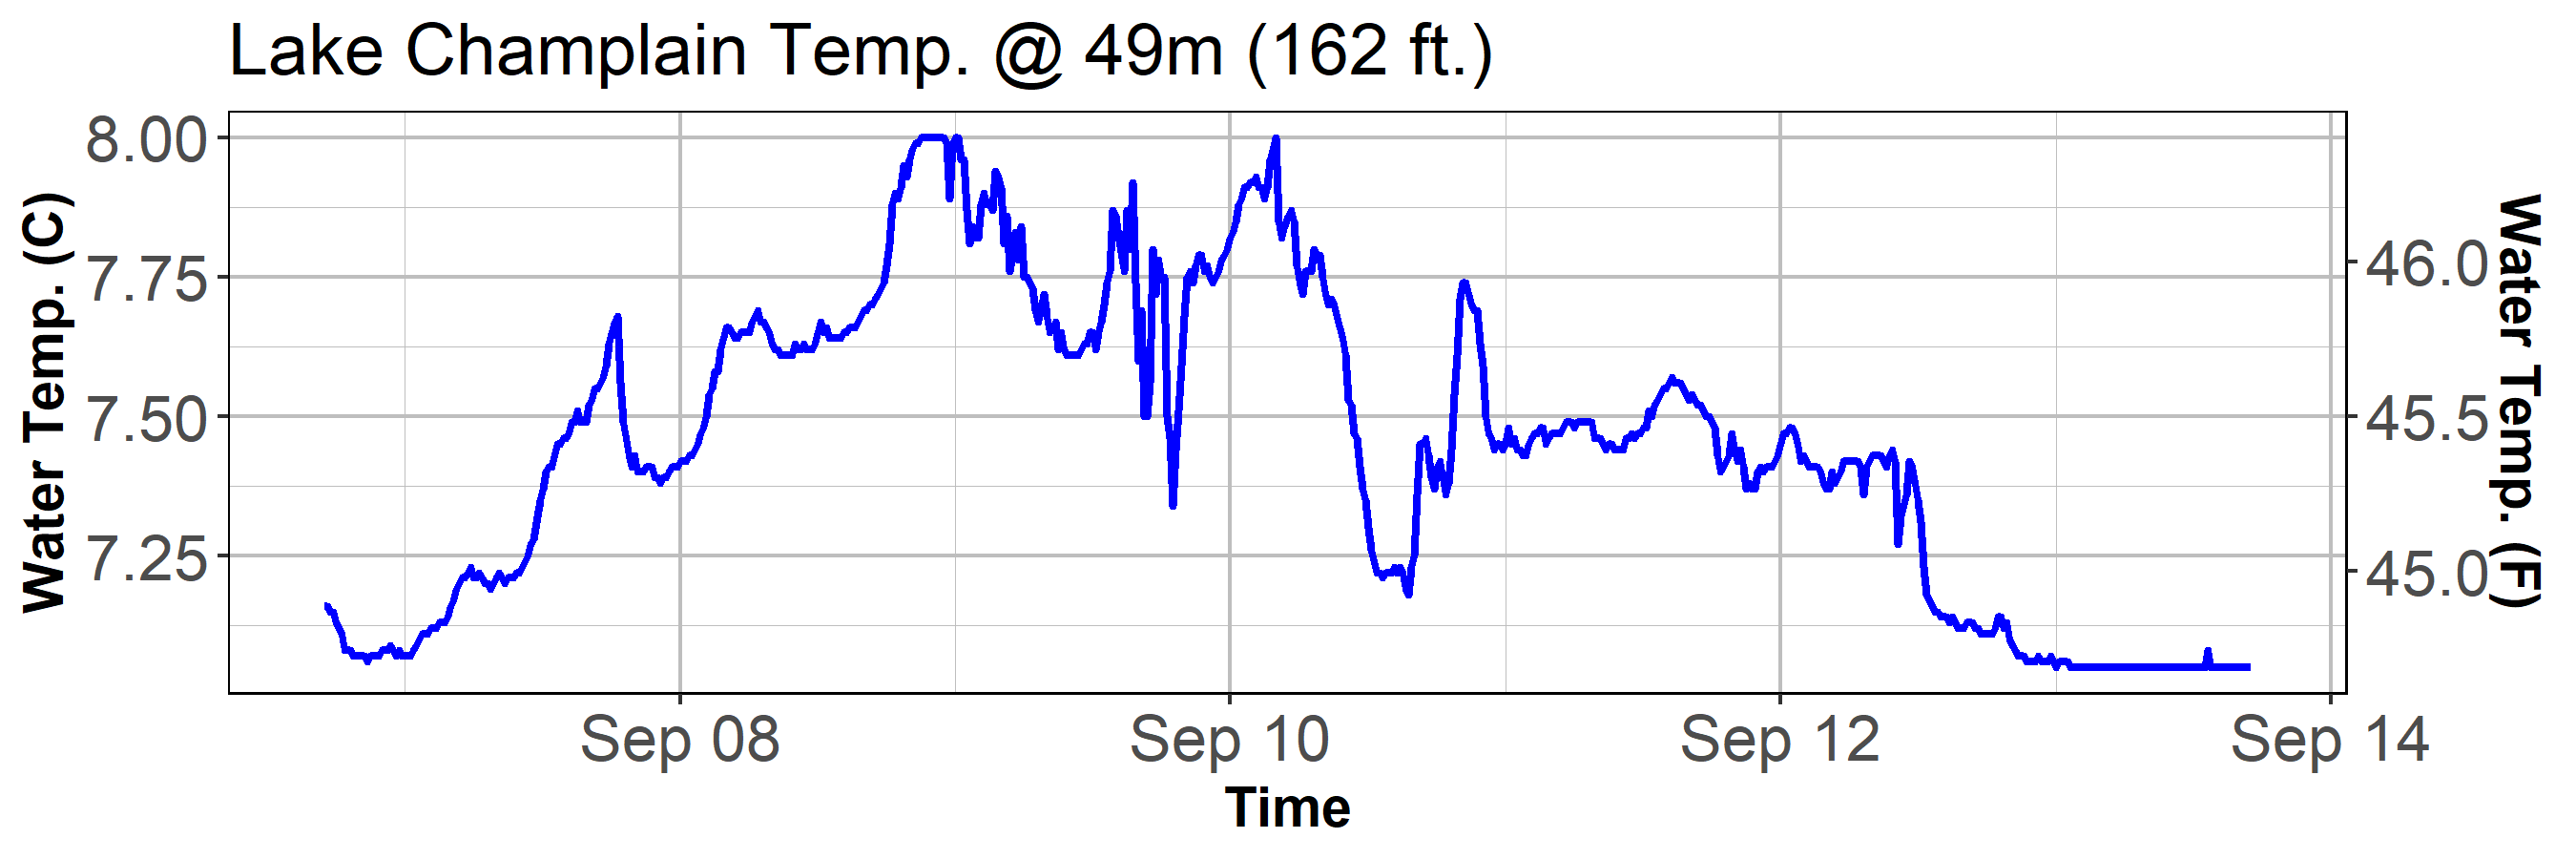 Lake Champlain Temp. @ 49m (162 ft.)
Water Temp. (C)
8.00
7.75
7.50
7.25
46.0
45.5
45.0
Water Temp. (F)
Sep 08 Sep 10 Sep 12 Sep 14
Time